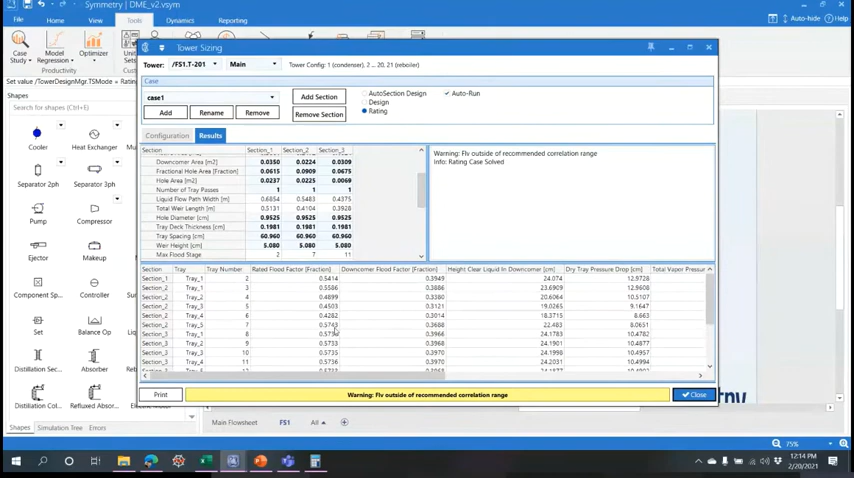 Symmetry | DME_v2.vsym
File Home View Tools Dynamics Reporting
Auto-hide Help
Case Study
Model Regression
Optimizer
Productivity
Set value /TowerDesignMgr.TSMode =
Shapes
Search for shapes (Ctrl+E)
Cooler Heat Exchanger
Separator 2ph Separator 3ph
Pump Compressor
Ejector Makeup
Component S... Controller
Set Balance Op
Distillation Sec... Absorber
Distillation Col... Refluxed Absor...
Shapes Simulation Tree Errors
Tower Sizing
Tower: /FS1.T-201 Main Tower Config: 1 (condenser), 2 ... 20, 21 (reboiler)
Case
case1
Add Section
Remove Section
AutoSection Design
Design
Rating
Auto-Run
Add Rename Remove
Configuration Results
Section_1 Section_2 Section_3
Downcomer Area [m2] 0.0350 0.0224 0.0309
Fractional Hole Area [Fraction] 0.0615 0.0909 0.0675
Hole Area [m2] 0.0237 0.0225 0.0069
Number of Tray Passes 1 1 1
Liquid Flow Path Width [m] 0.6854 0.5483 0.4375
Total Weir Length [m] 0.5131 0.4104 0.3928
Hole Diameter [cm] 0.9525 0.9525 0.9525
Tray Deck Thickness [cm] 0.1981 0.1981 0.1981
Tray Spacing [cm] 60.960 60.960 60.960
Weir Height [cm] 5.080 5.080 5.080
Max Flood Stage 2 7 11
Warning: Flv outside of recommended correlation range
Info: Rating Case Solved
Section Tray Tray Number Rated Flood Factor [Fraction] Downcomer Flood Factor [Fraction] Height Clear Liquid In Downcomer [cm] Dry Tray Pressure Drop [cm] Total Vapor Pressur
Section_1 Tray_1 2 0.5414 0.3949 24.074 12.9728
Section_2 Tray_1 3 0.5586 0.3886 23.6909 12.9608
Section_2 Tray_2 4 0.4899 0.3380 20.6064 10.5107
Section_2 Tray_3 5 0.4503 0.3121 19.0265 9.1647
Section_2 Tray_4 6 0.4282 0.3014 18.3715 8.663
Section_2 Tray_5 7 0.5743 0.3688 22.483 8.0651
Section_3 Tray_1 8 0.3966 24.1783 10.4782
Section_3 Tray_2 9 0.5733 0.3968 24.1901 10.4877
Section_3 Tray_3 10 0.5735 0.3970 24.1998 10.4957
Section_3 Tray_4 11 0.5736 0.3970 24.2031 10.4994
Print Warning: Flv outside of recommended correlation range Close
Main Flowsheet FS1 All
75%
12:14 PM
2/20/2021